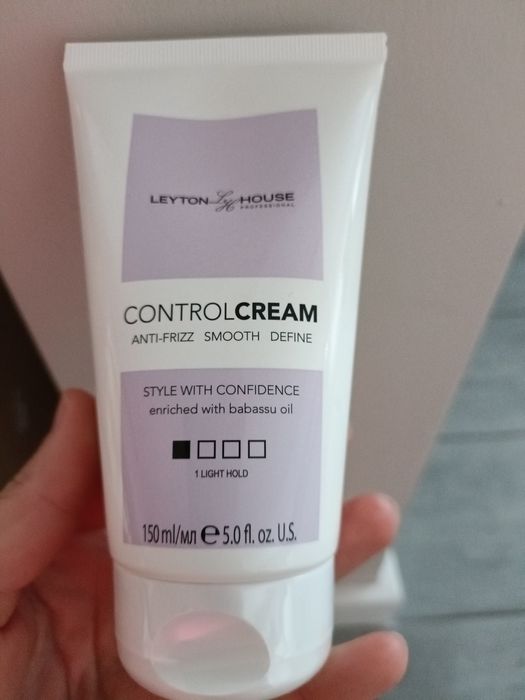 LEYTON LH HOUSE
PROFESSIONAL
CONTROLCREAM
ANTI-FRIZZ SMOOTH DEFINE
STYLE WITH CONFIDENCE
enriched with babassu oil
1 LIGHT HOLD
150 ml/мл ℮ 5.0 fl. oz. U.S.